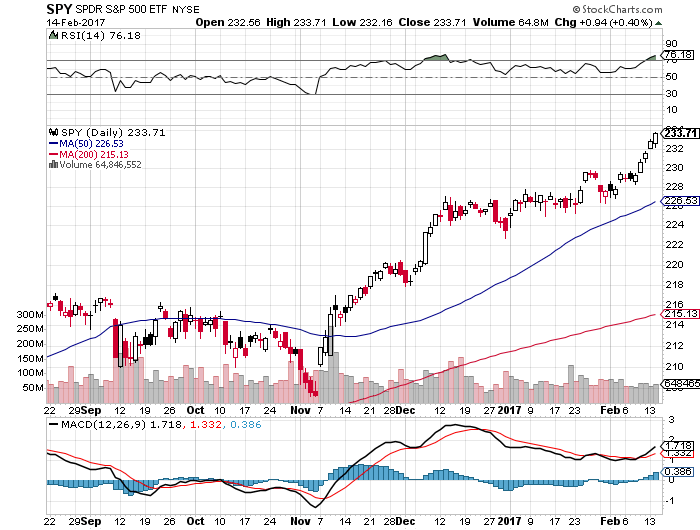 SPY SPDR S&P 500 ETF NYSE © StockCharts.com
14-Feb-2017 Open 232.56 High 233.71 Low 232.16 Close 233.71 Volume 64.8M Chg +0.94 (+0.40%)
RSI(14) 76.18
90
76.18
70
50
30
10
SPY (Daily) 233.71
MA(50) 226.53
MA(200) 215.13
Volume 64,846,552
234
233.71
232
230
228
226.53
226
224
222
220
218
216
215.13
214
212
210
208
300M
250M
200M
150M
100M
50M
22 29 Sep 12 19 26 Oct 10 17 24 Nov 7 14 21 28 Dec 12 19 27 2017 9 17 23 Feb 6 13
MACD(12,26,9) 1.718, 1.332, 0.386
3
2
1.718
1.332
0.386
0
-1
22 29 Sep 12 19 26 Oct 10 17 24 Nov 7 14 21 28 Dec 12 19 27 2017 9 17 23 Feb 6 13